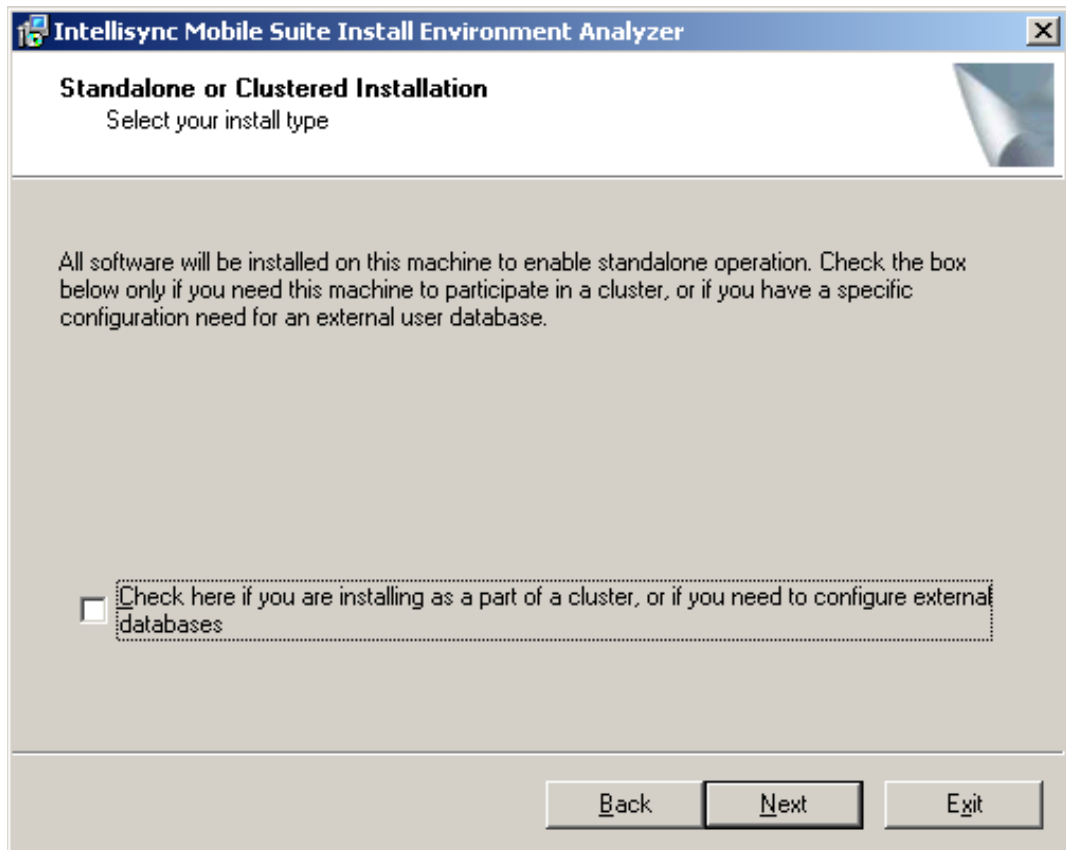 Intellisync Mobile Suite Install Environment Analyzer
Standalone or Clustered Installation
Select your install type
All software will be installed on this machine to enable standalone operation. Check the box
below only if you need this machine to participate in a cluster, or if you have a specific
configuration need for an external user database.
Check here if you are installing as a part of a cluster, or if you need to configure external
databases
Back
Next
Exit